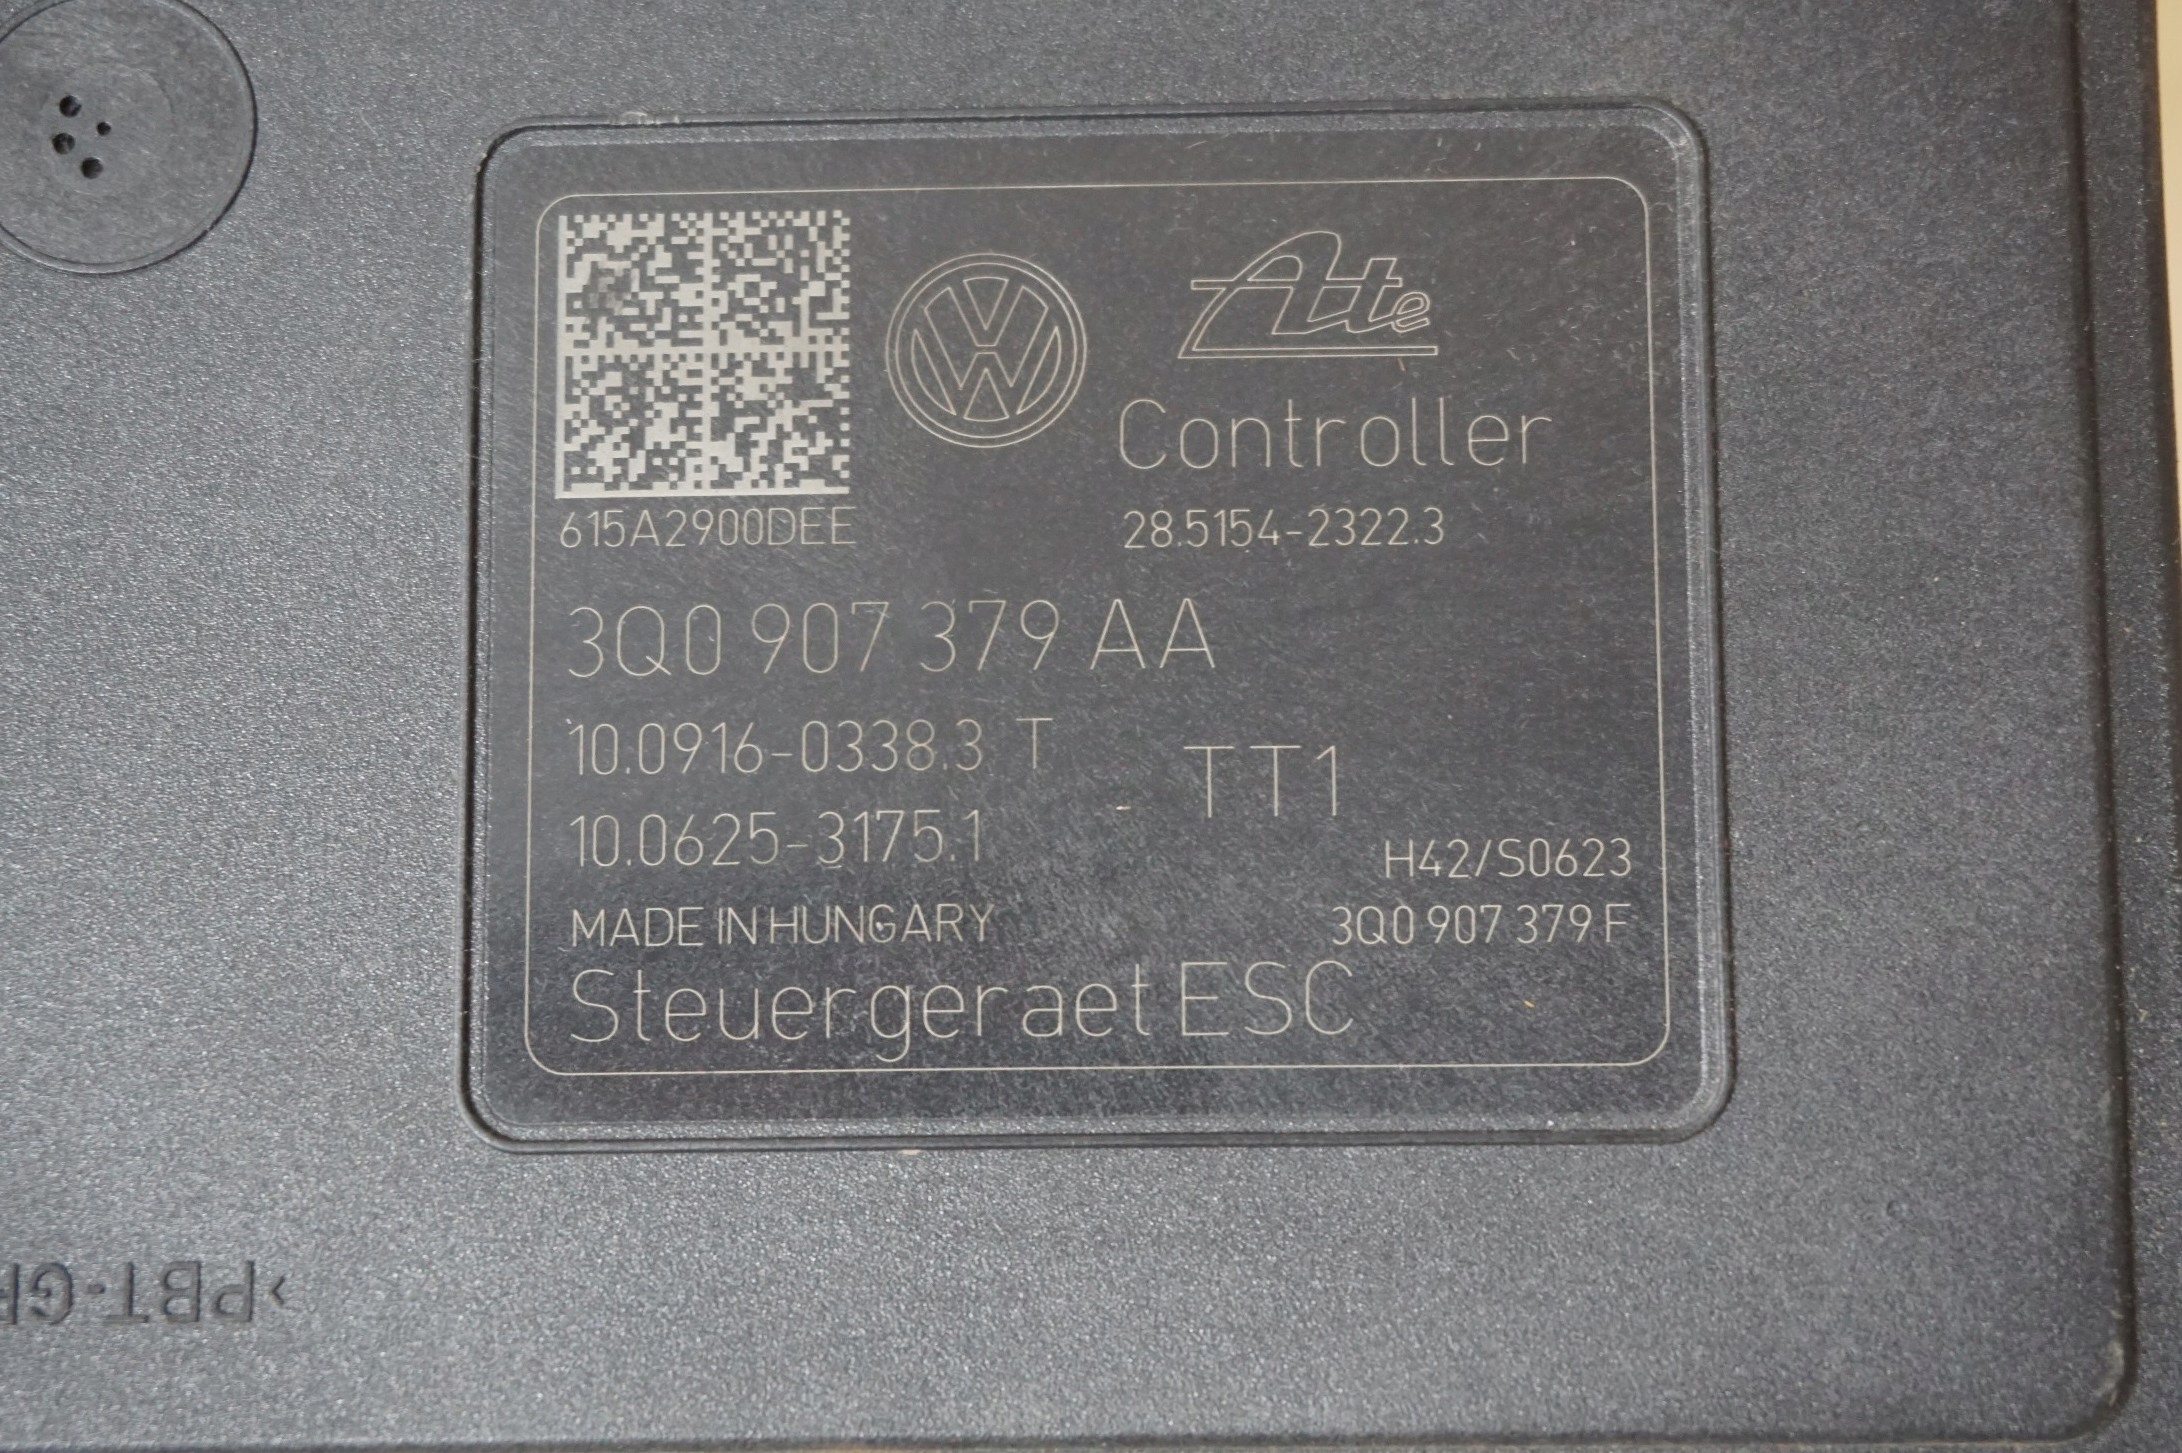 Ate
Controller
615A2900DEE
28.5154-2322.3
3Q0 907 379 AA
10.0916-0338.3 T
TT1
10.0625-3175.1
H42/S0623
MADE IN HUNGARY
3Q0 907 379 F
Steuergeraet ESC
>PBT-GF